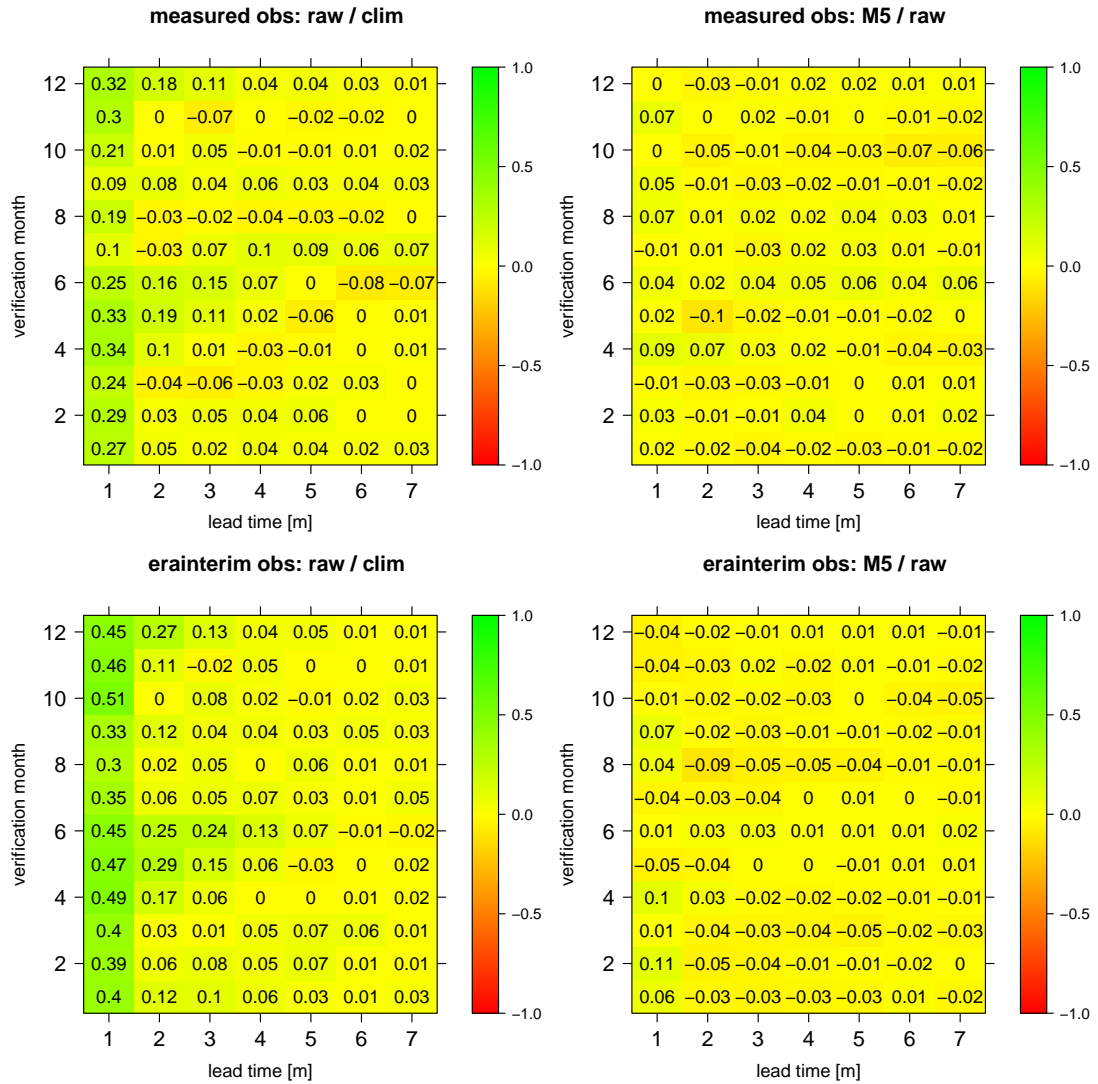 measured obs: raw / clim
12 0.32 0.18 0.11 0.04 0.04 0.03 0.01
0.3 0 −0.07 0 −0.02 −0.02 0
10 0.21 0.01 0.05 −0.01 −0.01 0.01 0.02
0.09 0.08 0.04 0.06 0.03 0.04 0.03
8 0.19 −0.03 −0.02 −0.04 −0.03 −0.02 0
0.1 −0.03 0.07 0.1 0.09 0.06 0.07
6 0.25 0.16 0.15 0.07 0 −0.08 −0.07
0.33 0.19 0.11 0.02 −0.06 0 0.01
4 0.34 0.1 0.01 −0.03 −0.01 0 0.01
0.24 −0.04 −0.06 −0.03 0.02 0.03 0
2 0.29 0.03 0.05 0.04 0.06 0 0
0.27 0.05 0.02 0.04 0.04 0.02 0.03
1 2 3 4 5 6 7
lead time [m]
verification month
1.0
0.5
0.0
−0.5
−1.0
measured obs: M5 / raw
12 0 −0.03 −0.01 0.02 0.02 0.01 0.01
0.07 0 0.02 −0.01 0 −0.01 −0.02
10 0 −0.05 −0.01 −0.04 −0.03 −0.07 −0.06
0.05 −0.01 −0.03 −0.02 −0.01 −0.01 −0.02
8 0.07 0.01 0.02 0.02 0.04 0.03 0.01
−0.01 0.01 −0.03 0.02 0.03 0.01 −0.01
6 0.04 0.02 0.04 0.05 0.06 0.04 0.06
0.02 −0.1 −0.02 −0.01 −0.01 −0.02 0
4 0.09 0.07 0.03 0.02 −0.01 −0.04 −0.03
−0.01 −0.03 −0.03 −0.01 0 0.01 0.01
2 0.03 −0.01 −0.01 0.04 0 0.01 0.02
0.02 −0.02 −0.04 −0.02 −0.03 −0.01 −0.02
1 2 3 4 5 6 7
lead time [m]
verification month
1.0
0.5
0.0
−0.5
−1.0
erainterim obs: raw / clim
12 0.45 0.27 0.13 0.04 0.05 0.01 0.01
0.46 0.11 −0.02 0.05 0 0 0.01
10 0.51 0 0.08 0.02 −0.01 0.02 0.03
0.33 0.12 0.04 0.04 0.03 0.05 0.03
8 0.3 0.02 0.05 0 0.06 0.01 0.01
0.35 0.06 0.05 0.07 0.03 0.01 0.05
6 0.45 0.25 0.24 0.13 0.07 −0.01 −0.02
0.47 0.29 0.15 0.06 −0.03 0 0.02
4 0.49 0.17 0.06 0 0 0.01 0.02
0.4 0.03 0.01 0.05 0.07 0.06 0.01
2 0.39 0.06 0.08 0.05 0.07 0.01 0.01
0.4 0.12 0.1 0.06 0.03 0.01 0.03
1 2 3 4 5 6 7
lead time [m]
verification month
1.0
0.5
0.0
−0.5
−1.0
erainterim obs: M5 / raw
12 −0.04 −0.02 −0.01 0.01 0.01 0.01 −0.01
−0.04 −0.03 0.02 −0.02 0.01 −0.01 −0.02
10 −0.01 −0.02 −0.02 −0.03 0 −0.04 −0.05
0.07 −0.02 −0.03 −0.01 −0.01 −0.02 −0.01
8 0.04 −0.09 −0.05 −0.05 −0.04 −0.01 −0.01
−0.04 −0.03 −0.04 0 0.01 0 −0.01
6 0.01 0.03 0.03 0.01 0.01 0.01 0.02
−0.05 −0.04 0 0 −0.01 0.01 0.01
4 0.1 0.03 −0.02 −0.02 −0.02 −0.01 −0.01
0.01 −0.04 −0.03 −0.04 −0.05 −0.02 −0.03
2 0.11 −0.05 −0.04 −0.01 −0.01 −0.02 0
0.06 −0.03 −0.03 −0.03 −0.03 0.01 −0.02
1 2 3 4 5 6 7
lead time [m]
verification month
1.0
0.5
0.0
−0.5
−1.0